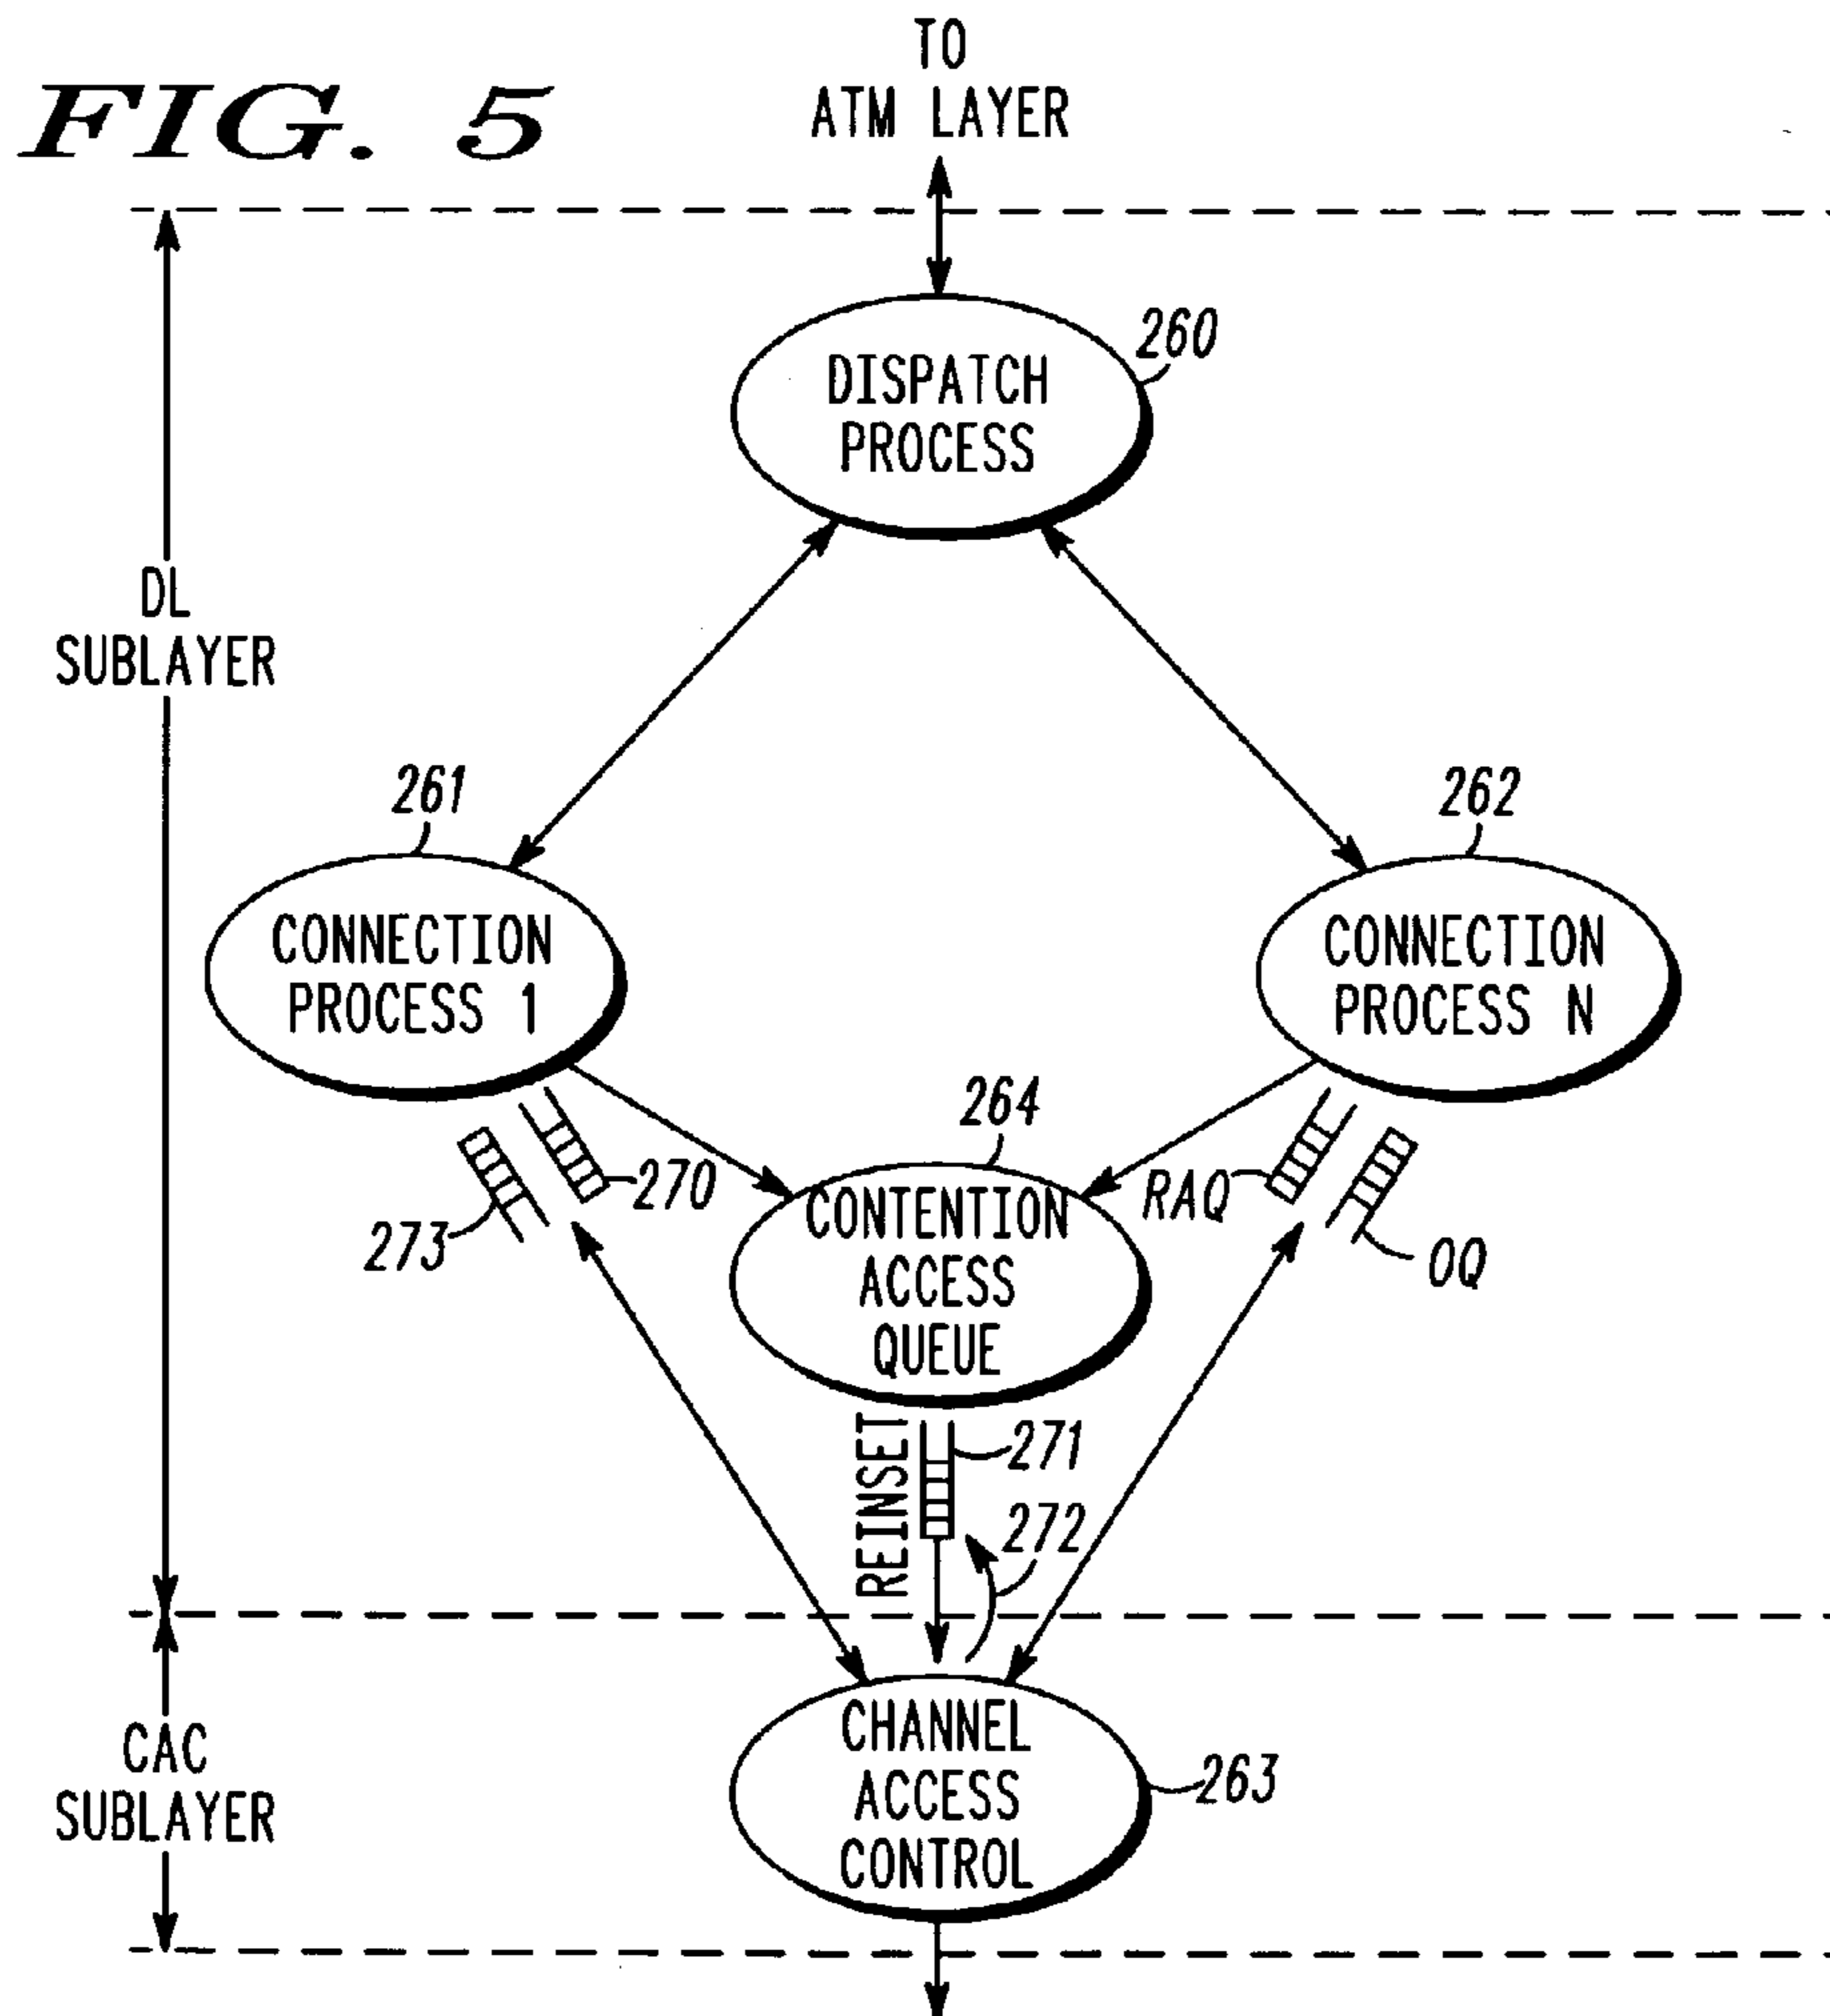 FIG. 5
TO
ATM LAYER
260
DISPATCH
PROCESS
DL
SUBLAYER
261
262
CONNECTION
PROCESS 1
CONNECTION
PROCESS N
264
270
273
RAQ
OQ
CONTENTION
ACCESS
QUEUE
REINSET
271
272
CAC
SUBLAYER
CHANNEL
ACCESS
CONTROL
263